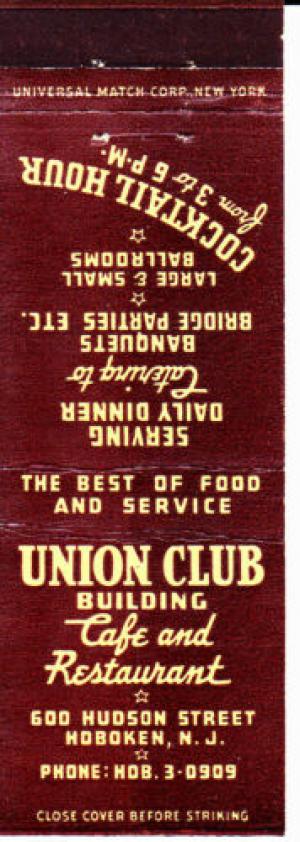 UNIVERSAL MATCH CORP., NEW YORK
COCKTAIL HOUR
from 3 to 6 P.M.
☆
LARGE & SMALL
BALLROOMS
☆
Catering to
BANQUETS
BRIDGE PARTIES ETC.
SERVING
DAILY DINNER
THE BEST OF FOOD
AND SERVICE
UNION CLUB
BUILDING
Cafe and
Restaurant
☆
600 HUDSON STREET
HOBOKEN, N. J.
☆
PHONE: HOB. 3-0909
CLOSE COVER BEFORE STRIKING